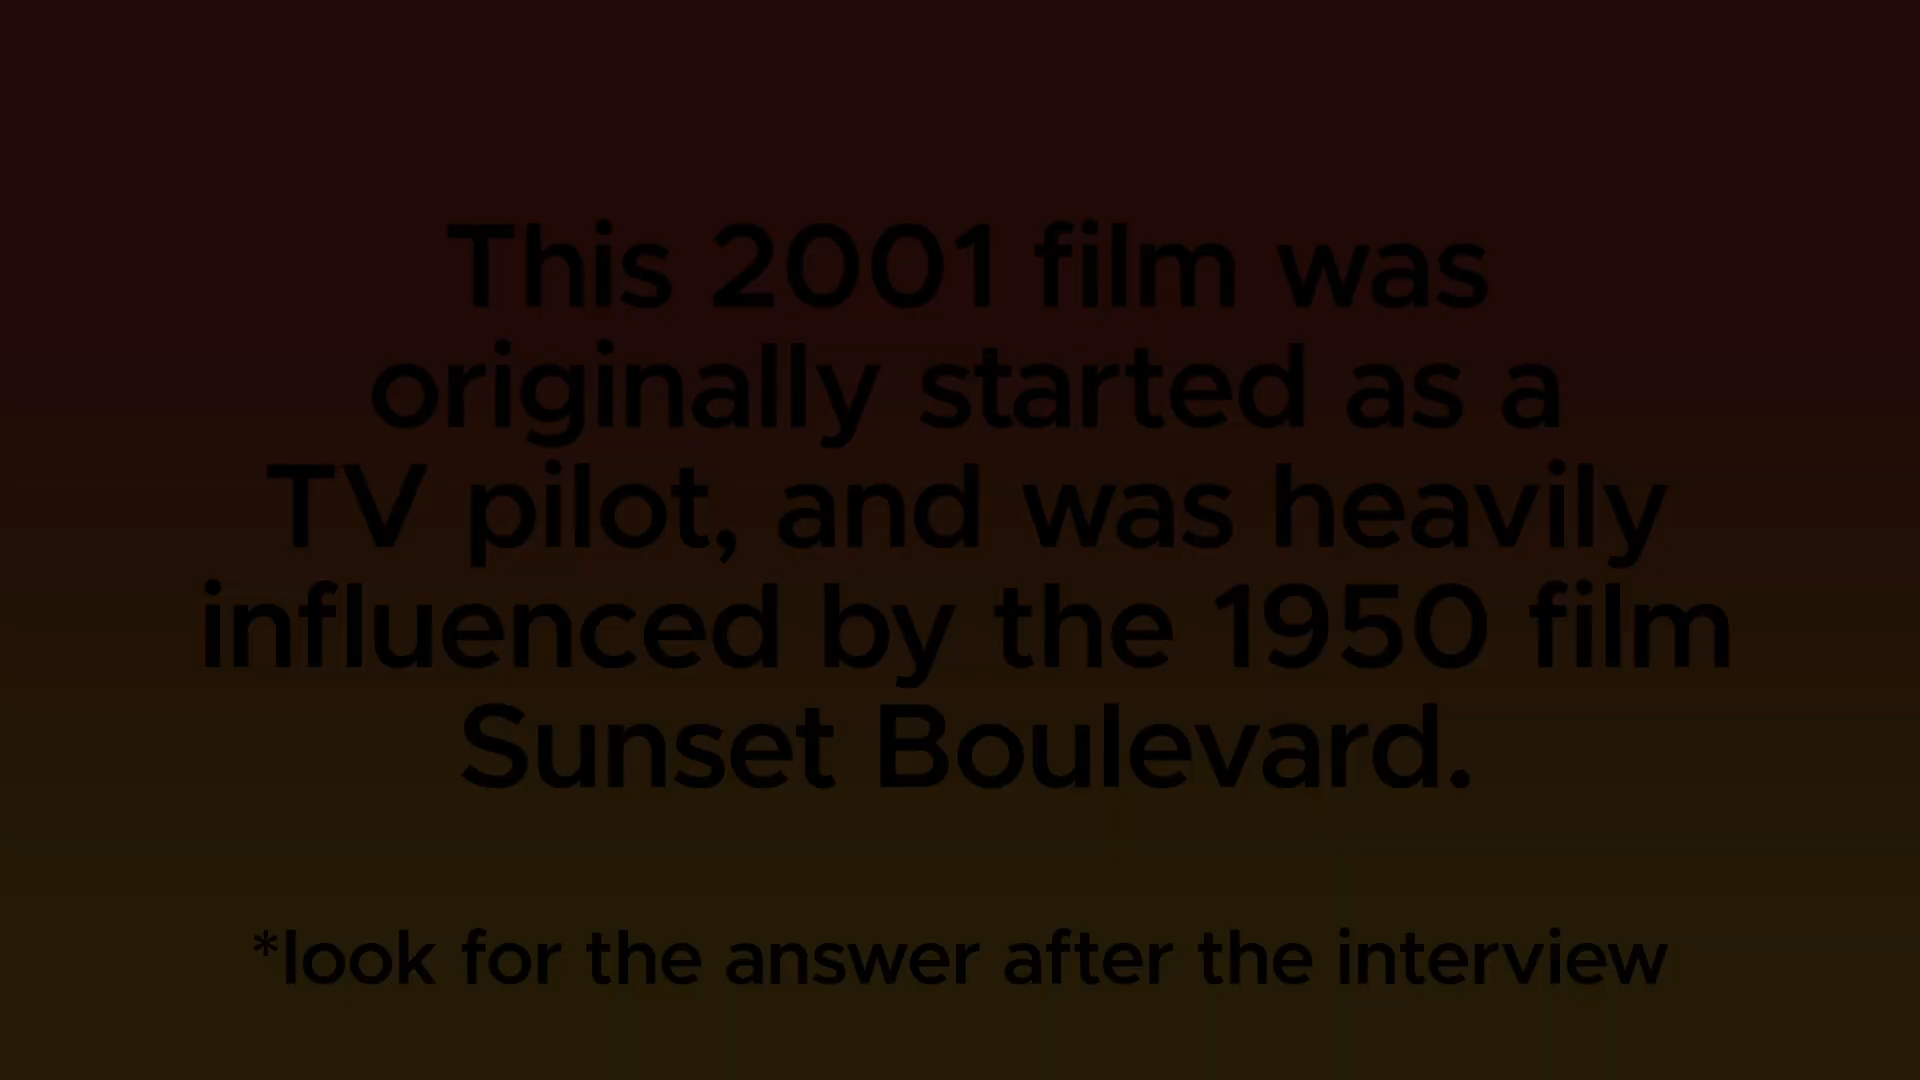 This 2001 film was
originally started as a
TV pilot, and was heavily
influenced by the 1950 film
Sunset Boulevard.
*look for the answer after the interview